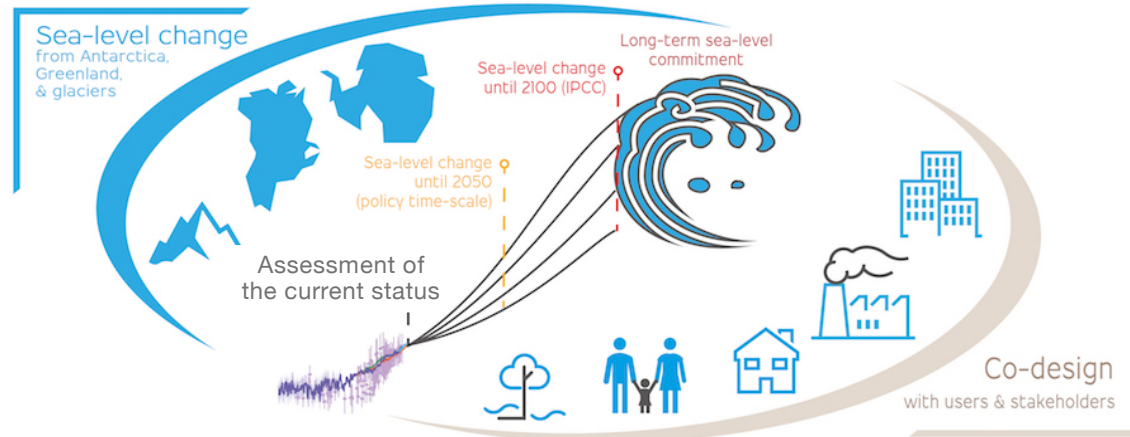 Sea-level change
from Antarctica,
Greenland,
& glaciers
Long-term sea-level
commitment
Sea-level change
until 2100 (IPCC)
Sea-level change
until 2050
(policy time-scale)
Assessment of
the current status
Co-design
with users & stakeholders